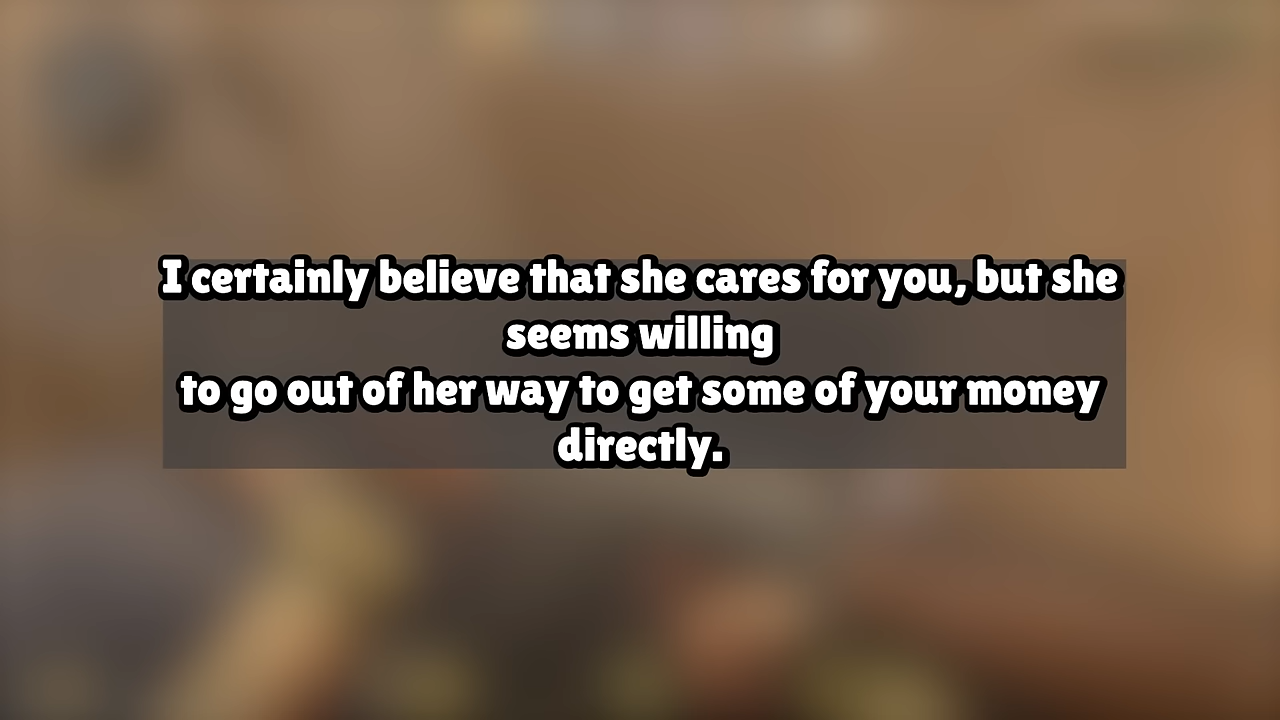 I certainly believe that she cares for you, but she
seems willing
to go out of her way to get some of your money
directly.